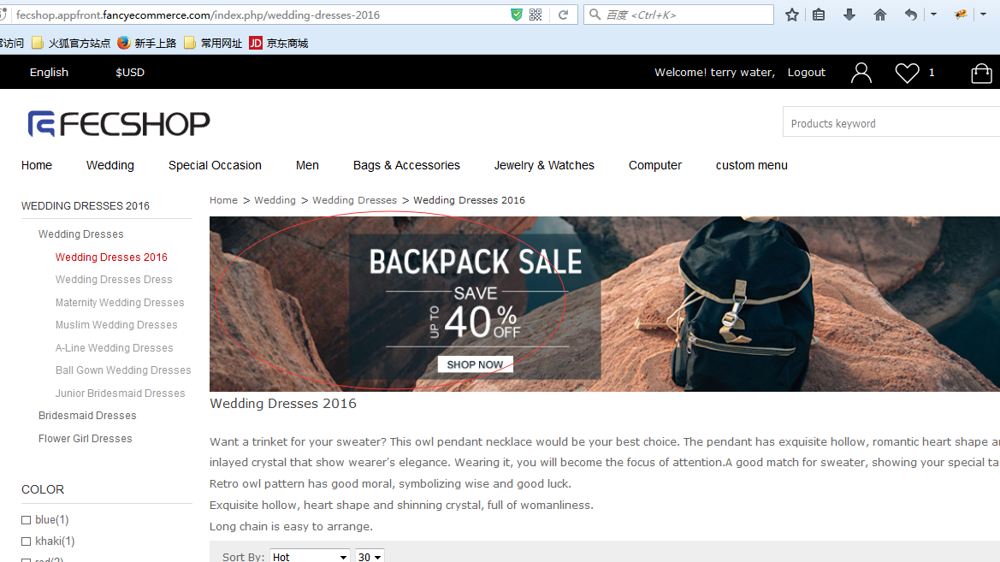 fecshop.appfront.fancyecommerce.com/index.php/wedding-dresses-2016
百度 <Ctrl+K>
常访问 火狐官方站点 新手上路 常用网址 JD 京东商城
English $USD Welcome! terry water, Logout 1
FECSHOP
Products keyword
Home Wedding Special Occasion Men Bags & Accessories Jewelry & Watches Computer custom menu
Home > Wedding > Wedding Dresses > Wedding Dresses 2016
WEDDING DRESSES 2016
Wedding Dresses
Wedding Dresses 2016
Wedding Dresses Dress
Maternity Wedding Dresses
Muslim Wedding Dresses
A-Line Wedding Dresses
Ball Gown Wedding Dresses
Junior Bridesmaid Dresses
Bridesmaid Dresses
Flower Girl Dresses
COLOR
blue(1)
khaki(1)
red(2)
BACKPACK SALE
SAVE
UP TO 40% OFF
SHOP NOW
Wedding Dresses 2016
Want a trinket for your sweater? This owl pendant necklace would be your best choice. The pendant has exquisite hollow, romantic heart shape a
inlayed crystal that show wearer's elegance. Wearing it, you will become the focus of attention.A good match for sweater, showing your special ta
Retro owl pattern has good moral, symbolizing wise and good luck.
Exquisite hollow, heart shape and shinning crystal, full of womanliness.
Long chain is easy to arrange.
Sort By: Hot 30